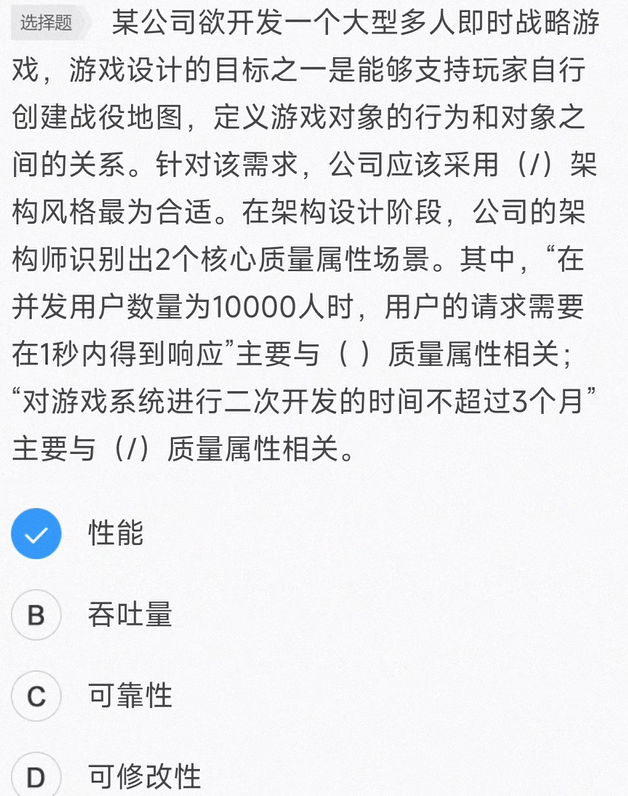 选择题 某公司欲开发一个大型多人即时战略游
戏，游戏设计的目标之一是能够支持玩家自行
创建战役地图，定义游戏对象的行为和对象之
间的关系。针对该需求，公司应该采用（/）架
构风格最为合适。在架构设计阶段，公司的架
构师识别出2个核心质量属性场景。其中，“在
并发用户数量为10000人时，用户的请求需要
在1秒内得到响应”主要与（ ）质量属性相关；
“对游戏系统进行二次开发的时间不超过3个月”
主要与（/）质量属性相关。
性能
B 吞吐量
C 可靠性
D 可修改性